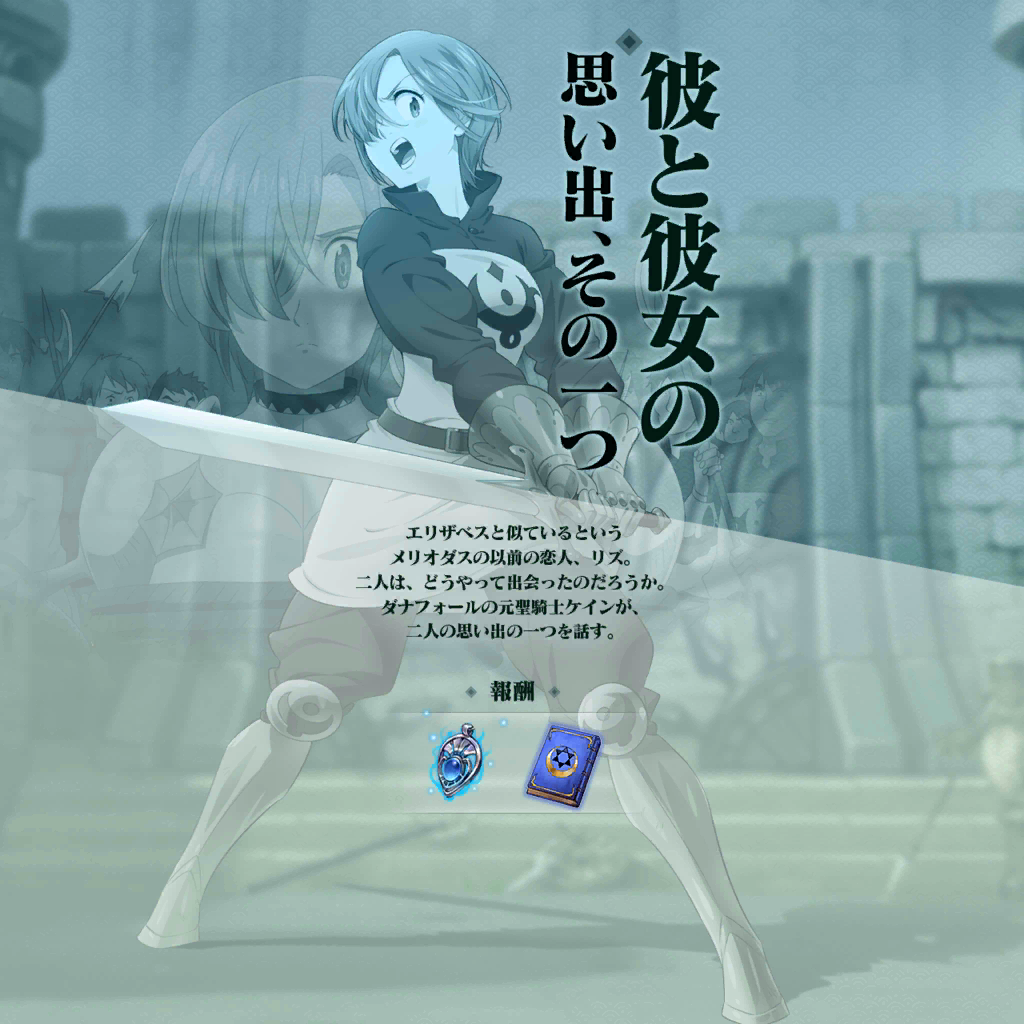 彼と彼女の
思い出、その一つ
エリザベスと似ているという
メリオダスの以前の恋人、リズ。
二人は、どうやって出会ったのだろうか。
ダナフォールの元聖騎士ケインが、
二人の思い出の一つを話す。
報酬